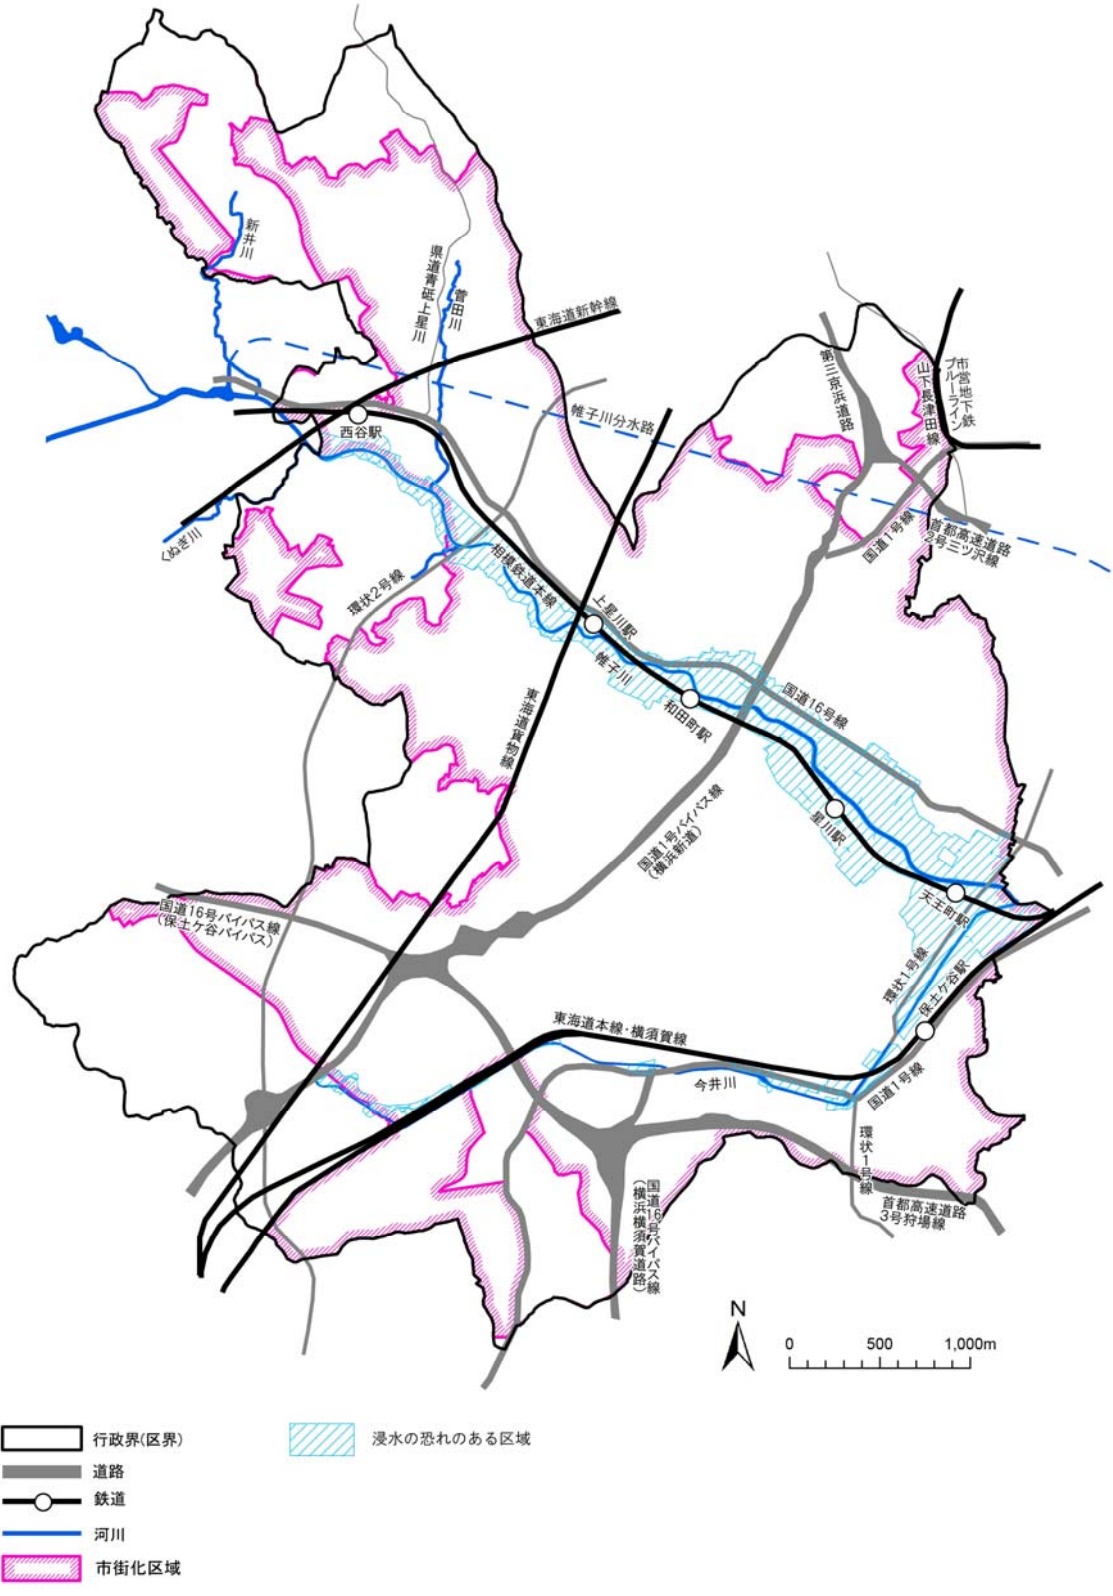 新井川
県道青砥上星川
菅田川
東海道新幹線
第三京浜道路
山下長津田線
市営地下鉄
ブルーライン
帷子川分水路
西谷駅
くぬぎ川
国道1号線
首都高速道路
2号三ツ沢線
環状2号線
相模鉄道本線
上星川駅
帷子川
国道16号線
和田町駅
東海道貨物線
星川駅
国道1号バイパス線
(横浜新道)
天王町駅
国道16号バイパス線
(保土ケ谷バイパス)
環状1号線
保土ケ谷駅
東海道本線・横須賀線
今井川
国道1号線
環状1号線
国道16号バイパス線
(横浜横須賀道路)
首都高速道路
3号狩場線
N
0 500 1,000m
行政界(区界)
浸水の恐れのある区域
道路
鉄道
河川
市街化区域